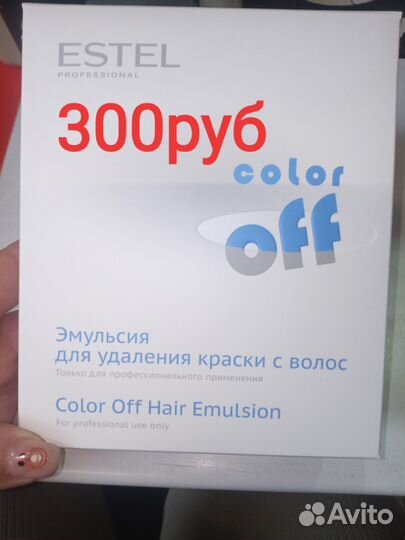 ESTEL
PROFESSIONAL
300руб
color
off
Эмульсия
для удаления краски с волос
Только для профессионального применения
Color Off Hair Emulsion
For professional use only
Avito